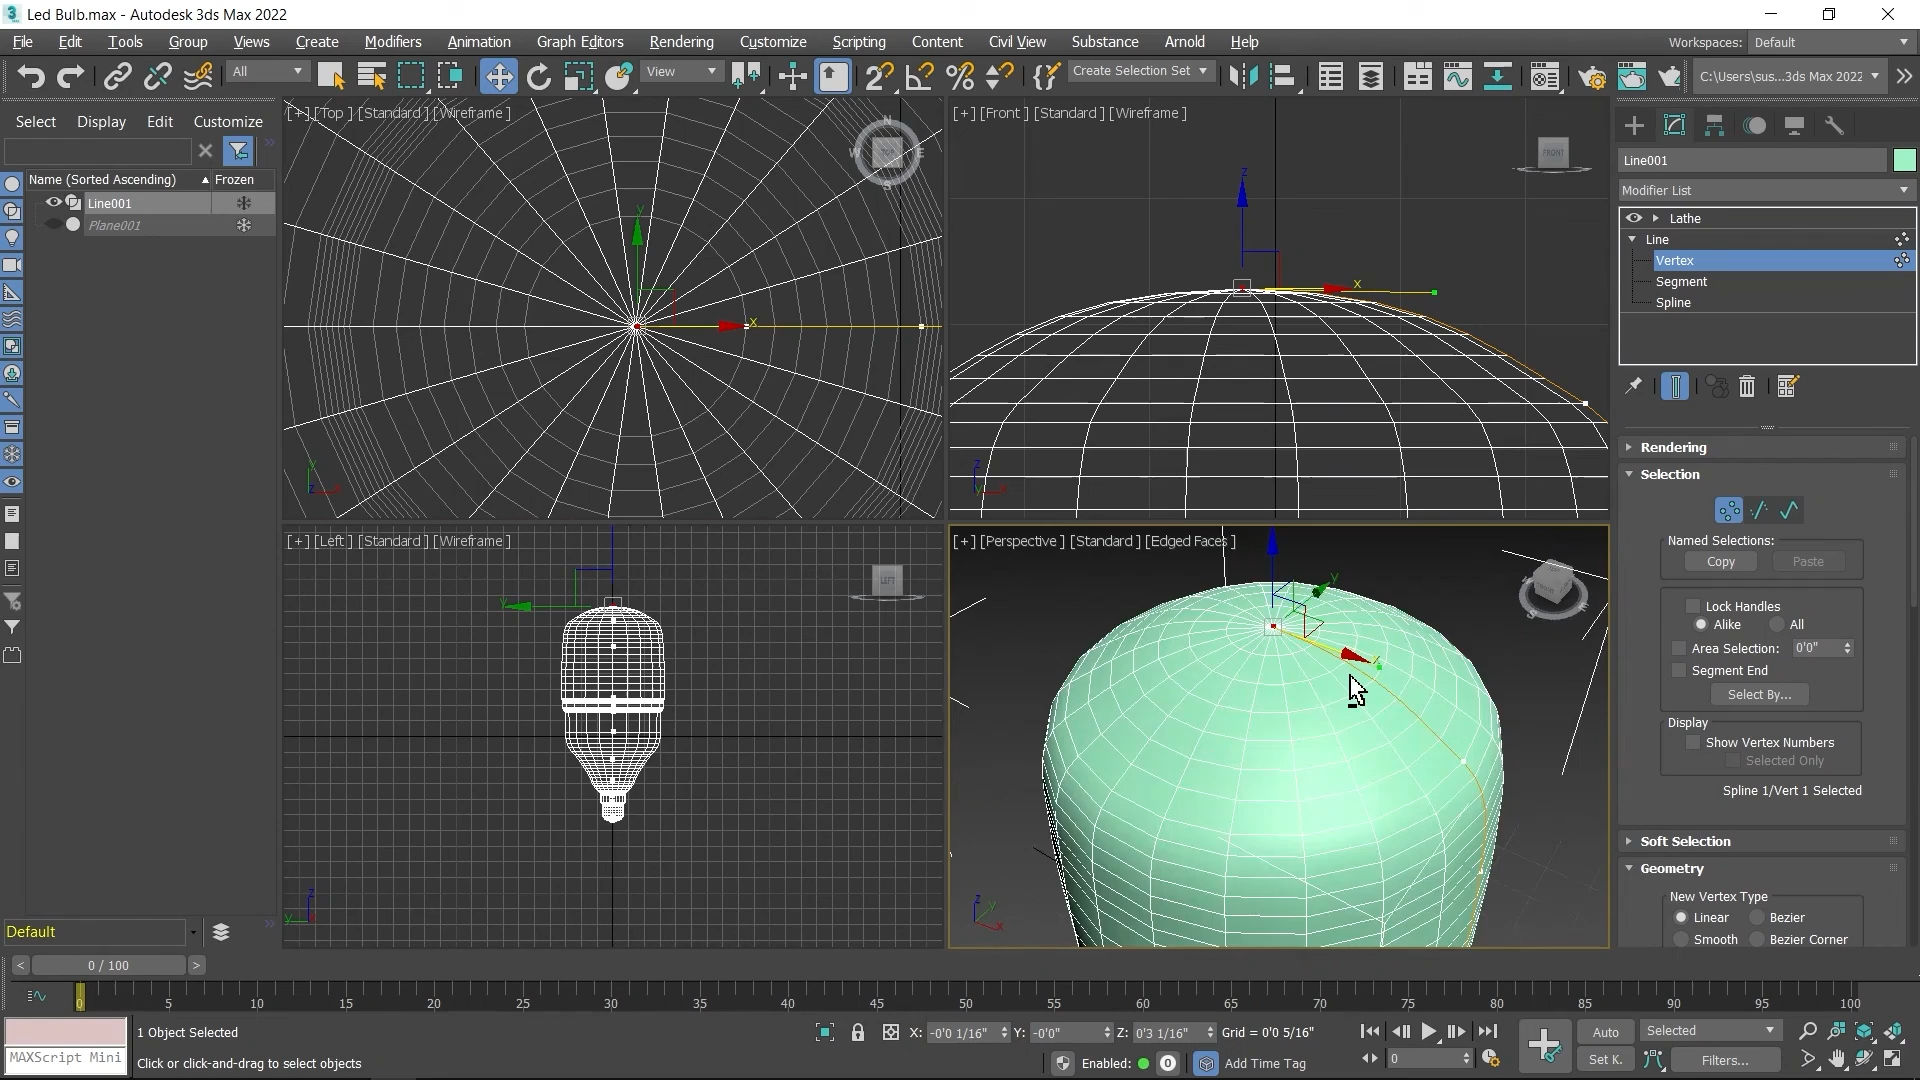 Led Bulb.max - Autodesk 3ds Max 2022
File Edit Tools Group Views Create Modifiers Animation Graph Editors Rendering Customize Scripting Content Civil View Substance Arnold Help Workspaces: Default
All View Create Selection Set C:\Users\sus...3ds Max 2022
Select Display Edit Customize
Name (Sorted Ascending) Frozen
Line001
Plane001
[+] [Top ] [Standard ] [Wireframe ]
N
W TOP E
S
y
x
y
z x
[+] [Front ] [Standard ] [Wireframe ]
FRONT
z
x
z
y x
[+] [Left ] [Standard ] [Wireframe ]
LEFT
y
z
y x
[+] [Perspective ] [Standard ] [Edged Faces ]
y
x
S
z y
x
Line001
Modifier List
Lathe
Line
Vertex
Segment
Spline
Rendering
Selection
Named Selections:
Copy Paste
Lock Handles
Alike All
Area Selection: 0'0"
Segment End
Select By...
Display
Show Vertex Numbers
Selected Only
Spline 1/Vert 1 Selected
Soft Selection
Geometry
New Vertex Type
Linear Bezier
Smooth Bezier Corner
Default
< 0 / 100 >
0 5 10 15 20 25 30 35 40 45 50 55 60 65 70 75 80 85 90 95 100
1 Object Selected X: -0'0 1/16" Y: -0'0" Z: 0'3 1/16" Grid = 0'0 5/16" Auto Selected
MAXScript Mini Click or click-and-drag to select objects Enabled: 0 Add Time Tag 0 Set K. Filters...